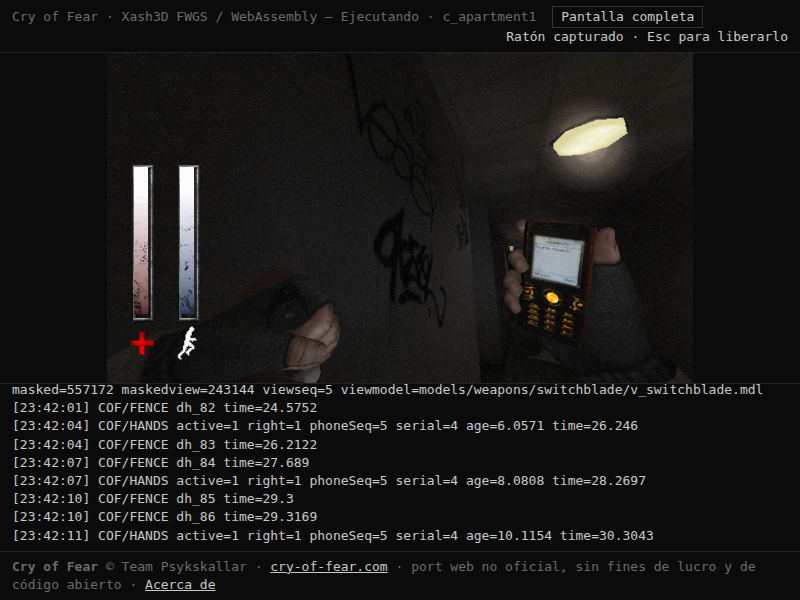 Cry of Fear · Xash3D FWGS / WebAssembly — Ejecutando · c_apartment1
Pantalla completa
Ratón capturado · Esc para liberarlo
masked=557172 maskedview=243144 viewseq=5 viewmodel=models/weapons/switchblade/v_switchblade.mdl
[23:42:01] COF/FENCE dh_82 time=24.5752
[23:42:04] COF/HANDS active=1 right=1 phoneSeq=5 serial=4 age=6.0571 time=26.246
[23:42:04] COF/FENCE dh_83 time=26.2122
[23:42:07] COF/FENCE dh_84 time=27.689
[23:42:07] COF/HANDS active=1 right=1 phoneSeq=5 serial=4 age=8.0808 time=28.2697
[23:42:10] COF/FENCE dh_85 time=29.3
[23:42:10] COF/FENCE dh_86 time=29.3169
[23:42:11] COF/HANDS active=1 right=1 phoneSeq=5 serial=4 age=10.1154 time=30.3043
Cry of Fear © Team Psykskallar · cry-of-fear.com · port web no oficial, sin fines de lucro y de
código abierto · Acerca de